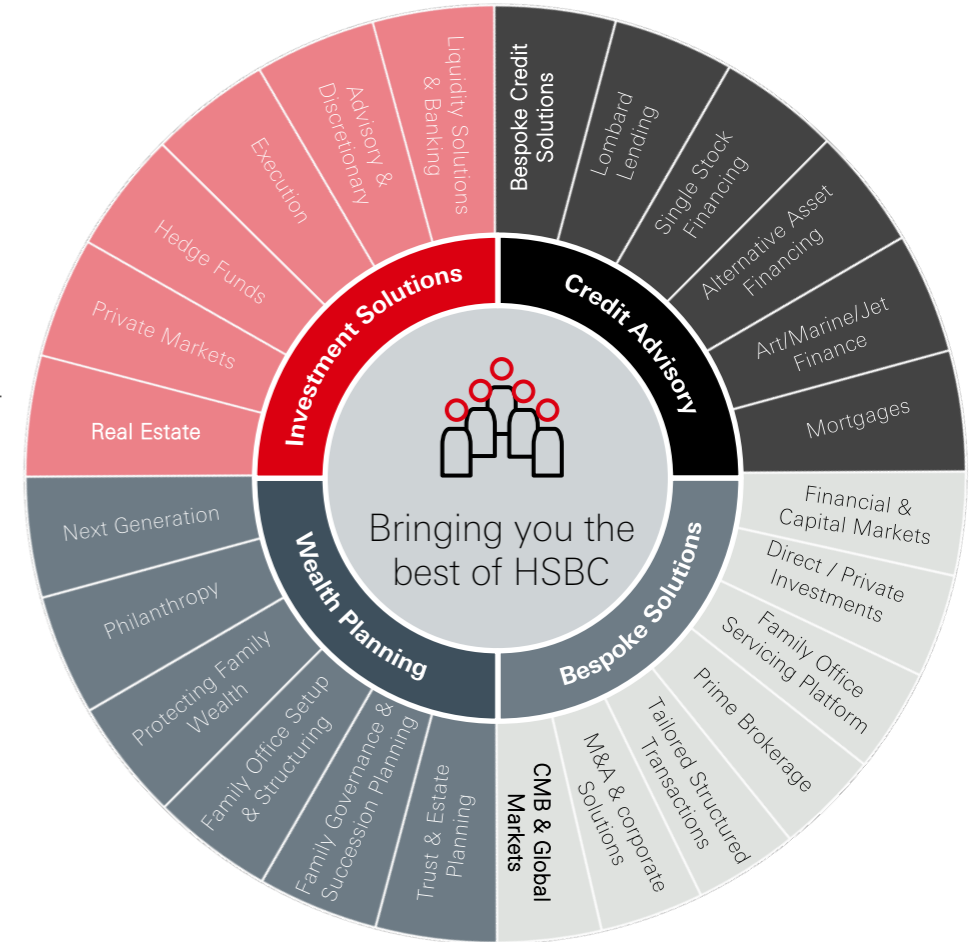 Bringing you the
best of HSBC
Investment Solutions
Liquidity Solutions
& Banking
Advisory &
Discretionary
Execution
Hedge Funds
Private Markets
Real Estate
Credit Advisory
Bespoke Credit
Solutions
Lombard
Lending
Single Stock
Financing
Alternative Asset
Financing
Art/Marine/Jet
Finance
Mortgages
Bespoke Solutions
Financial &
Capital Markets
Direct / Private
Investments
Family Office
Servicing Platform
Prime Brokerage
Tailored Structured
Transactions
M&A & corporate
Solutions
CMB & Global
Markets
Wealth Planning
Trust & Estate
Planning
Family Governance &
Succession Planning
Family Office Setup
& Structuring
Protecting Family
Wealth
Philanthropy
Next Generation